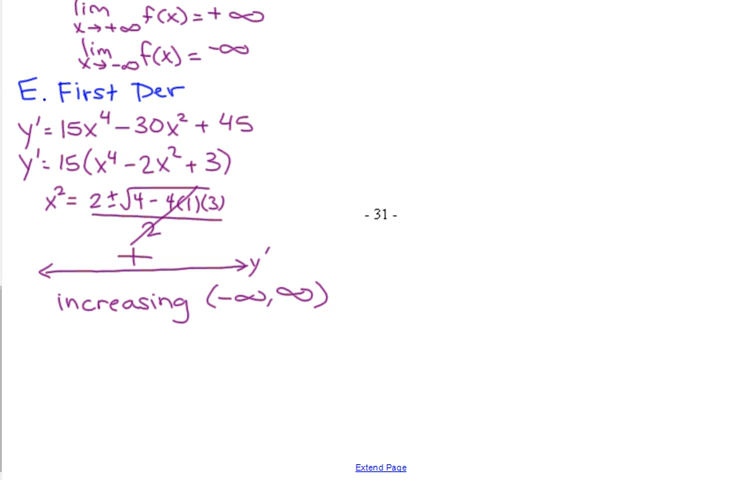 lim f(x) = +∞
x→+∞
lim f(x) = -∞
x→-∞
E. First Der
y' = 15x⁴ - 30x² + 45
y' = 15(x⁴ - 2x² + 3)
x² = 2 ± √4 - 4(1)(3)
2
- 31 -
+
y'
increasing (-∞, ∞)
Extend Page